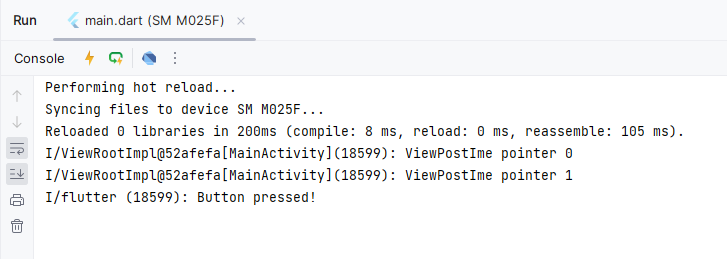 Run main.dart (SM M025F)
Console
Performing hot reload...
Syncing files to device SM M025F...
Reloaded 0 libraries in 200ms (compile: 8 ms, reload: 0 ms, reassemble: 105 ms).
I/ViewRootImpl@52afefa[MainActivity](18599): ViewPostIme pointer 0
I/ViewRootImpl@52afefa[MainActivity](18599): ViewPostIme pointer 1
I/flutter (18599): Button pressed!